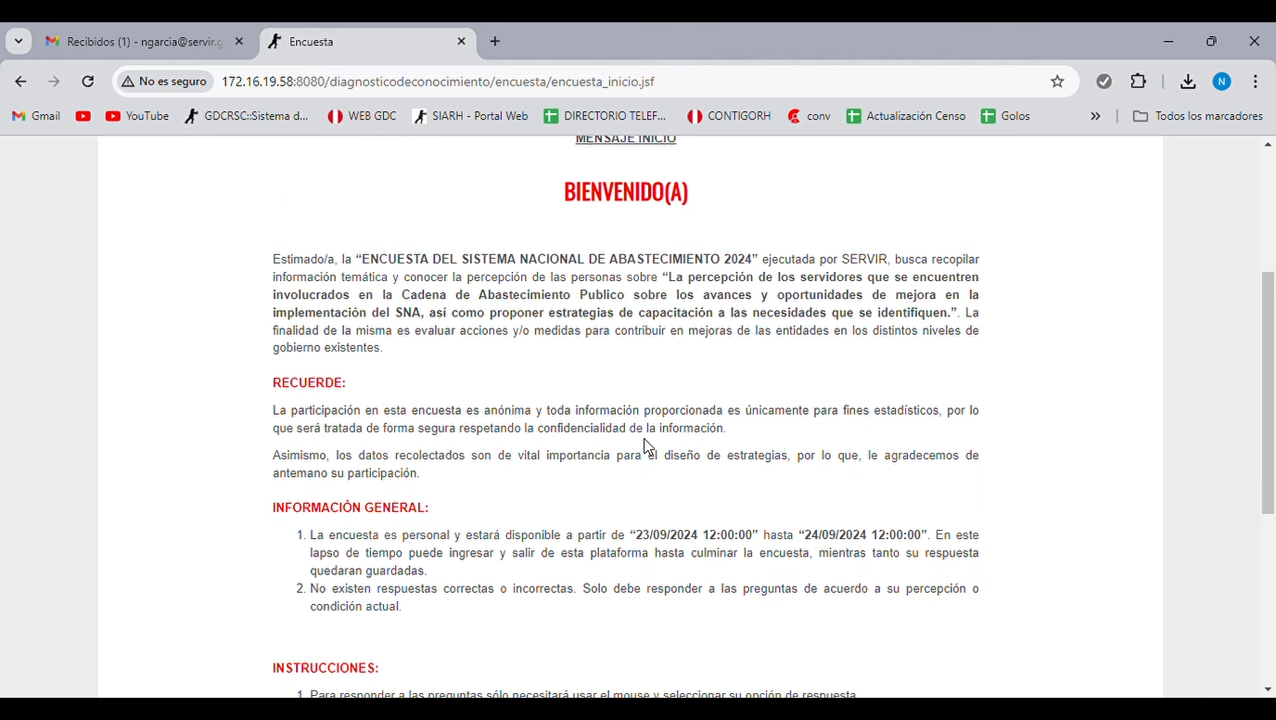 Recibidos (1) - ngarcia@servir.g
Encuesta
No es seguro
172.16.19.58:8080/diagnosticodeconocimiento/encuesta/encuesta_inicio.jsf
N
Gmail
YouTube
GDCRSC::Sistema d...
WEB GDC
SIARH - Portal Web
DIRECTORIO TELEF...
CONTIGORH
conv
Actualización Censo
Golos
Todos los marcadores
MENSAJE INICIO
BIENVENIDO(A)
Estimado/a, la “ENCUESTA DEL SISTEMA NACIONAL DE ABASTECIMIENTO 2024” ejecutada por SERVIR, busca recopilar
información temática y conocer la percepción de las personas sobre “La percepción de los servidores que se encuentren
involucrados en la Cadena de Abastecimiento Publico sobre los avances y oportunidades de mejora en la
implementación del SNA, así como proponer estrategias de capacitación a las necesidades que se identifiquen.”. La
finalidad de la misma es evaluar acciones y/o medidas para contribuir en mejoras de las entidades en los distintos niveles de
gobierno existentes.
RECUERDE:
La participación en esta encuesta es anónima y toda información proporcionada es únicamente para fines estadísticos, por lo
que será tratada de forma segura respetando la confidencialidad de la información.
Asimismo, los datos recolectados son de vital importancia para el diseño de estrategias, por lo que, le agradecemos de
antemano su participación.
INFORMACIÓN GENERAL:
1. La encuesta es personal y estará disponible a partir de “23/09/2024 12:00:00” hasta “24/09/2024 12:00:00”. En este
lapso de tiempo puede ingresar y salir de esta plataforma hasta culminar la encuesta, mientras tanto su respuesta
quedaran guardadas.
2. No existen respuestas correctas o incorrectas. Solo debe responder a las preguntas de acuerdo a su percepción o
condición actual.
INSTRUCCIONES:
1. Para responder a las preguntas sólo necesitará usar el mouse y seleccionar su opción de respuesta.